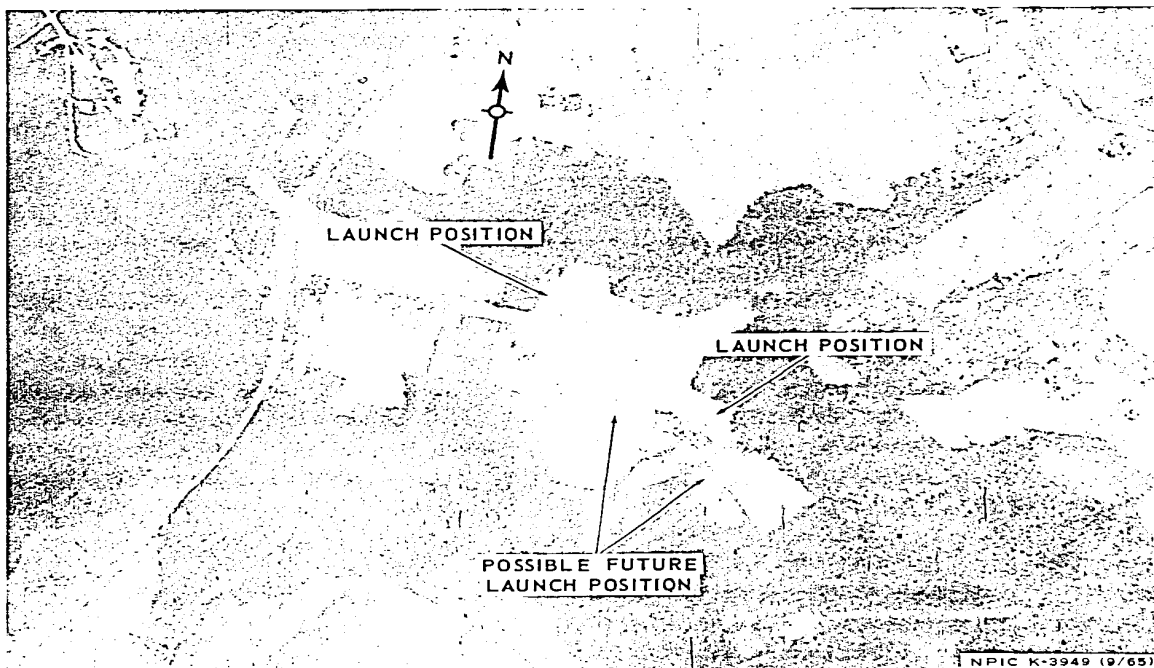 N
LAUNCH POSITION
LAUNCH POSITION
POSSIBLE FUTURE
LAUNCH POSITION
NPIC K-3949 (9/65)